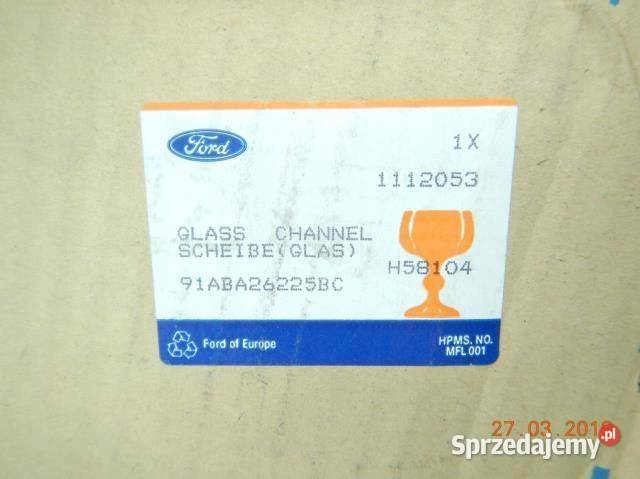 Ford
1X
1112053
GLASS CHANNEL
SCHEIBE(GLAS)
H58104
91ABA26225BC
Ford of Europe
HPMS. NO.
MFL 001
27.03.201
Sprzedajemy.pl